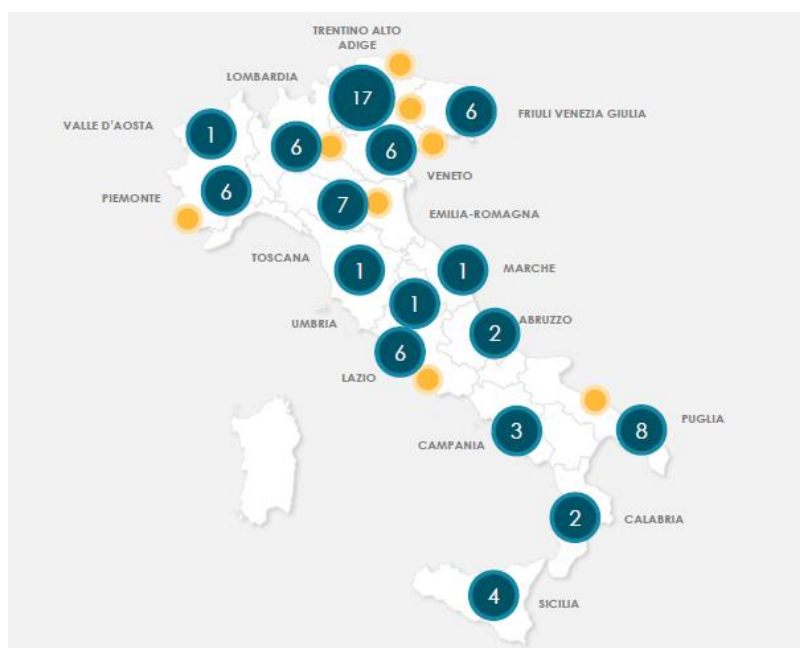 TRENTINO ALTO
ADIGE
LOMBARDIA
17
6
FRIULI VENEZIA GIULIA
VALLE D'AOSTA
1
6
6
VENETO
PIEMONTE
6
7
EMILIA-ROMAGNA
TOSCANA
1
1
MARCHE
UMBRIA
1
2
ABRUZZO
LAZIO
6
CAMPANIA
3
8
PUGLIA
2
CALABRIA
4
SICILIA